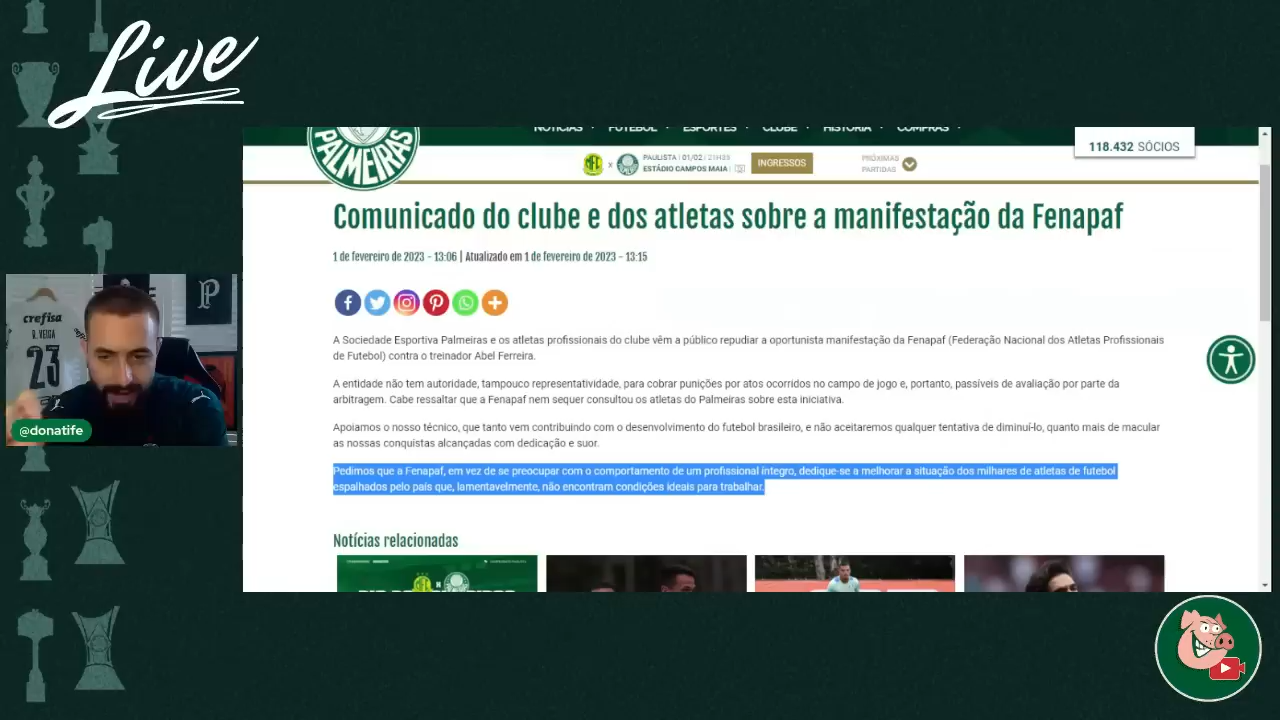 Live
NOTÍCIAS FUTEBOL ESPORTES CLUBE HISTÓRIA COMPRAS
118.432 SÓCIOS
PALMEIRAS
PAULISTA | 01/02 / 21H35
ESTÁDIO CAMPOS MAIA
INGRESSOS
PRÓXIMAS
PARTIDAS
Comunicado do clube e dos atletas sobre a manifestação da Fenapaf
1 de fevereiro de 2023 - 13:06 | Atualizado em 1 de fevereiro de 2023 - 13:15
A Sociedade Esportiva Palmeiras e os atletas profissionais do clube vêm a público repudiar a oportunista manifestação da Fenapaf (Federação Nacional dos Atletas Profissionais
de Futebol) contra o treinador Abel Ferreira.
A entidade não tem autoridade, tampouco representatividade, para cobrar punições por atos ocorridos no campo de jogo e, portanto, passíveis de avaliação por parte da
arbitragem. Cabe ressaltar que a Fenapaf nem sequer consultou os atletas do Palmeiras sobre esta iniciativa.
Apoiamos o nosso técnico, que tanto vem contribuindo com o desenvolvimento do futebol brasileiro, e não aceitaremos qualquer tentativa de diminuí-lo, quanto mais de macular
as nossas conquistas alcançadas com dedicação e suor.
Pedimos que a Fenapaf, em vez de se preocupar com o comportamento de um profissional íntegro, dedique-se a melhorar a situação dos milhares de atletas de futebol
espalhados pelo país que, lamentavelmente, não encontram condições ideais para trabalhar.
Notícias relacionadas
crefisa
R. VEIGA
23
P
@donatife